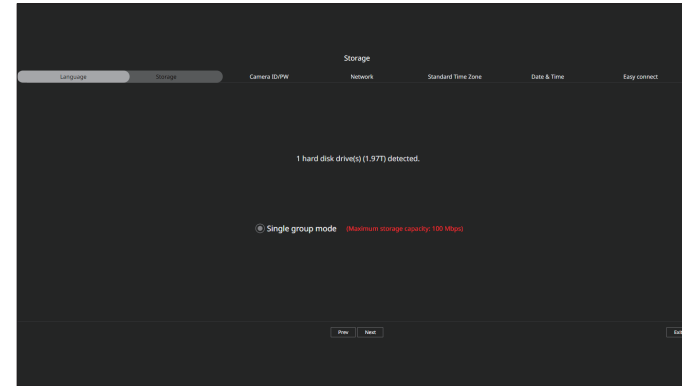 Storage
Language Storage Camera ID/PW Network Standard Time Zone Date & Time Easy connect
1 hard disk drive(s) (1.97T) detected.
Single group mode (Maximum storage capacity: 100 Mbps)
Prev Next